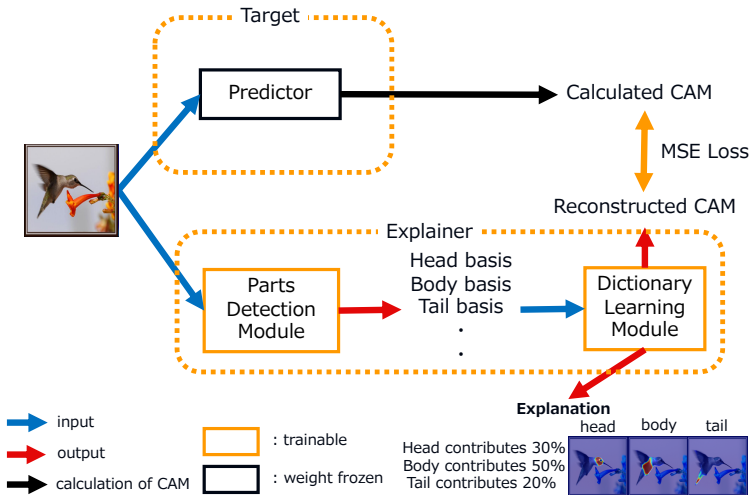 Target
Predictor
Calculated CAM
MSE Loss
Reconstructed CAM
Explainer
Parts
Detection
Module
Head basis
Body basis
Tail basis
.
.
Dictionary
Learning
Module
Explanation
head body tail
Head contributes 30%
Body contributes 50%
Tail contributes 20%
input
output
calculation of CAM
: trainable
: weight frozen